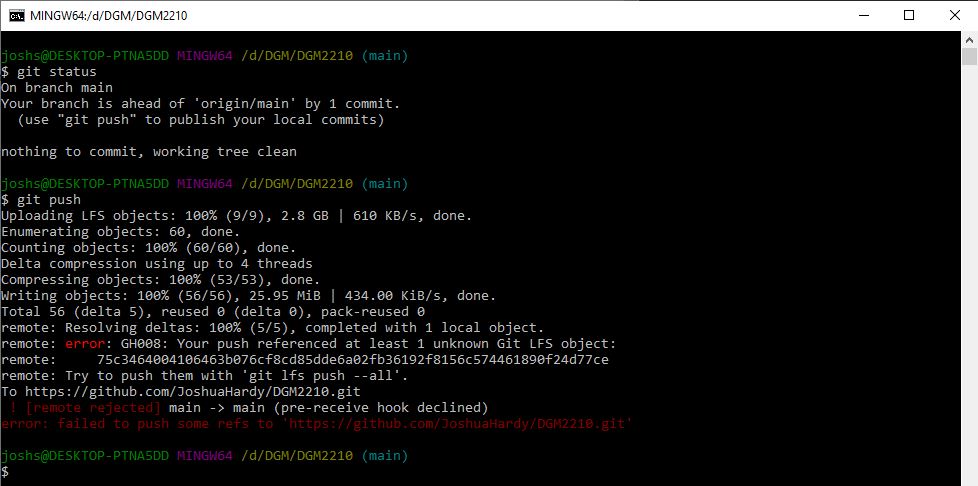 MINGW64:/d/DGM/DGM2210
joshs@DESKTOP-PTNA5DD MINGW64 /d/DGM/DGM2210 (main)
$ git status
On branch main
Your branch is ahead of 'origin/main' by 1 commit.
  (use "git push" to publish your local commits)
nothing to commit, working tree clean
joshs@DESKTOP-PTNA5DD MINGW64 /d/DGM/DGM2210 (main)
$ git push
Uploading LFS objects: 100% (9/9), 2.8 GB | 610 KB/s, done.
Enumerating objects: 60, done.
Counting objects: 100% (60/60), done.
Delta compression using up to 4 threads
Compressing objects: 100% (53/53), done.
Writing objects: 100% (56/56), 25.95 MiB | 434.00 KiB/s, done.
Total 56 (delta 5), reused 0 (delta 0), pack-reused 0
remote: Resolving deltas: 100% (5/5), completed with 1 local object.
remote: error: GH008: Your push referenced at least 1 unknown Git LFS object:
remote:     75c3464004106463b076cf8cd85dde6a02fb36192f8156c574461890f24d77ce
remote: Try to push them with 'git lfs push --all'.
To https://github.com/JoshuaHardy/DGM2210.git
 ! [remote rejected] main -> main (pre-receive hook declined)
error: failed to push some refs to 'https://github.com/JoshuaHardy/DGM2210.git'
joshs@DESKTOP-PTNA5DD MINGW64 /d/DGM/DGM2210 (main)
$